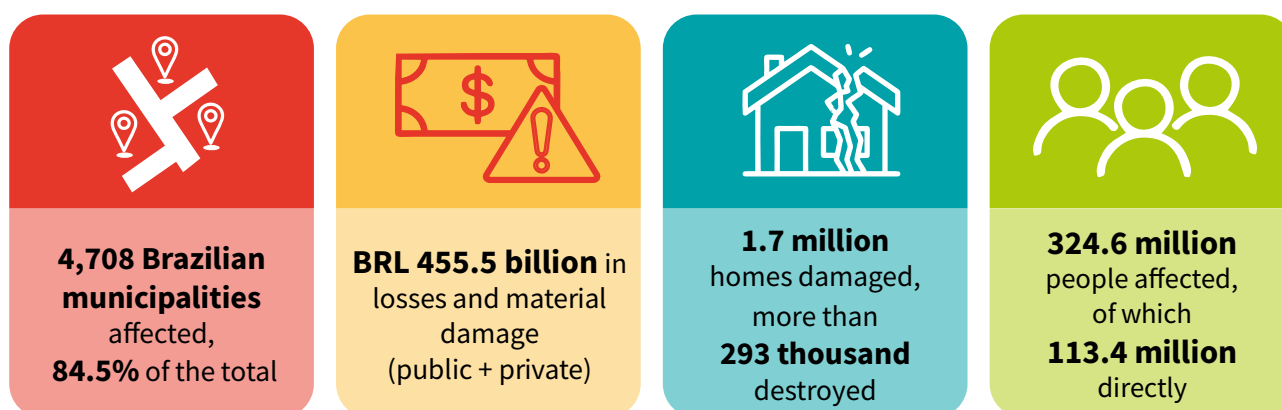 4,708 Brazilian
municipalities
affected,
84.5% of the total
$
BRL 455.5 billion in
losses and material
damage
(public + private)
1.7 million
homes damaged,
more than
293 thousand
destroyed
324.6 million
people affected,
of which
113.4 million
directly